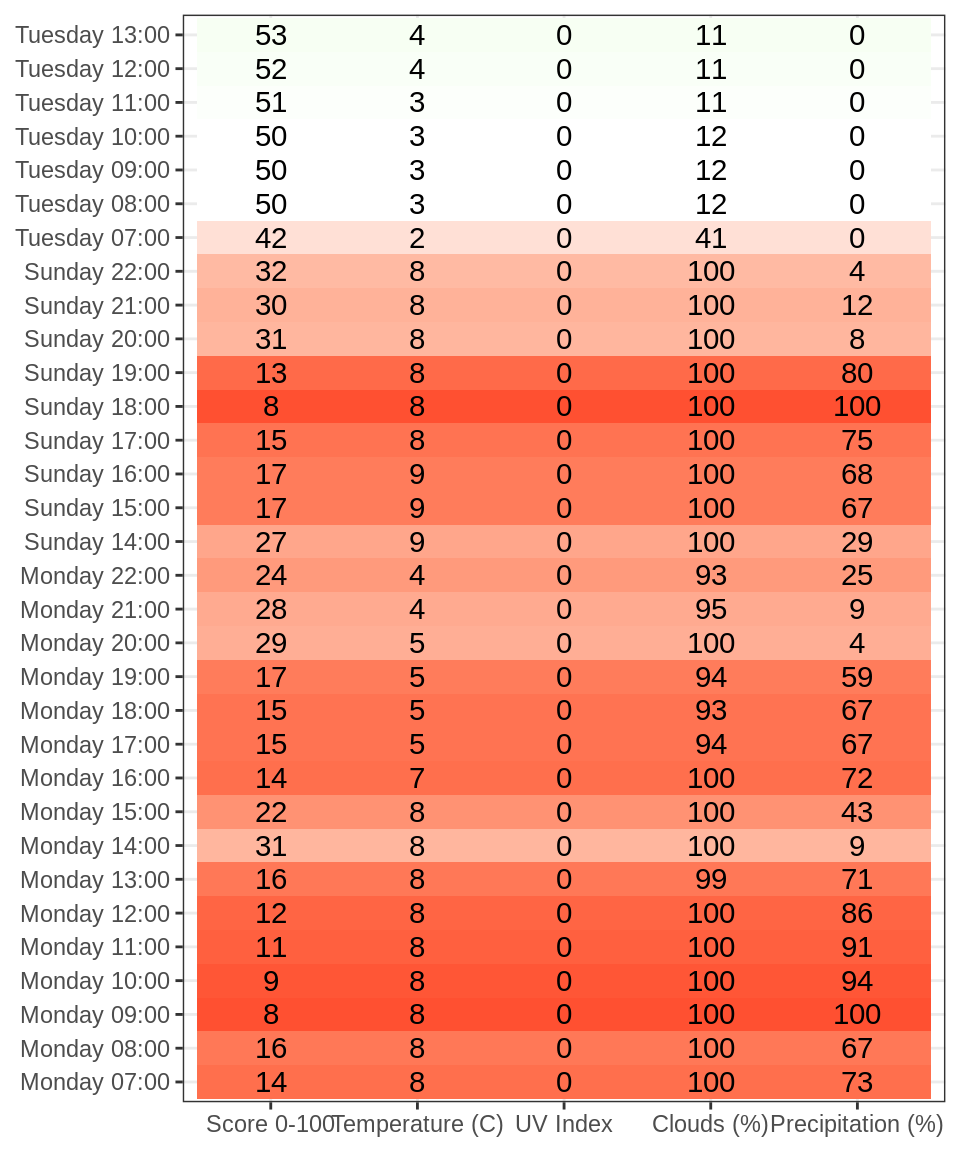 Tuesday 13:00 53 4 0 11 0
Tuesday 12:00 52 4 0 11 0
Tuesday 11:00 51 3 0 11 0
Tuesday 10:00 50 3 0 12 0
Tuesday 09:00 50 3 0 12 0
Tuesday 08:00 50 3 0 12 0
Tuesday 07:00 42 2 0 41 0
Sunday 22:00 32 8 0 100 4
Sunday 21:00 30 8 0 100 12
Sunday 20:00 31 8 0 100 8
Sunday 19:00 13 8 0 100 80
Sunday 18:00 8 8 0 100 100
Sunday 17:00 15 8 0 100 75
Sunday 16:00 17 9 0 100 68
Sunday 15:00 17 9 0 100 67
Sunday 14:00 27 9 0 100 29
Monday 22:00 24 4 0 93 25
Monday 21:00 28 4 0 95 9
Monday 20:00 29 5 0 100 4
Monday 19:00 17 5 0 94 59
Monday 18:00 15 5 0 93 67
Monday 17:00 15 5 0 94 67
Monday 16:00 14 7 0 100 72
Monday 15:00 22 8 0 100 43
Monday 14:00 31 8 0 100 9
Monday 13:00 16 8 0 99 71
Monday 12:00 12 8 0 100 86
Monday 11:00 11 8 0 100 91
Monday 10:00 9 8 0 100 94
Monday 09:00 8 8 0 100 100
Monday 08:00 16 8 0 100 67
Monday 07:00 14 8 0 100 73
Score 0-100 Temperature (C) UV Index Clouds (%) Precipitation (%)